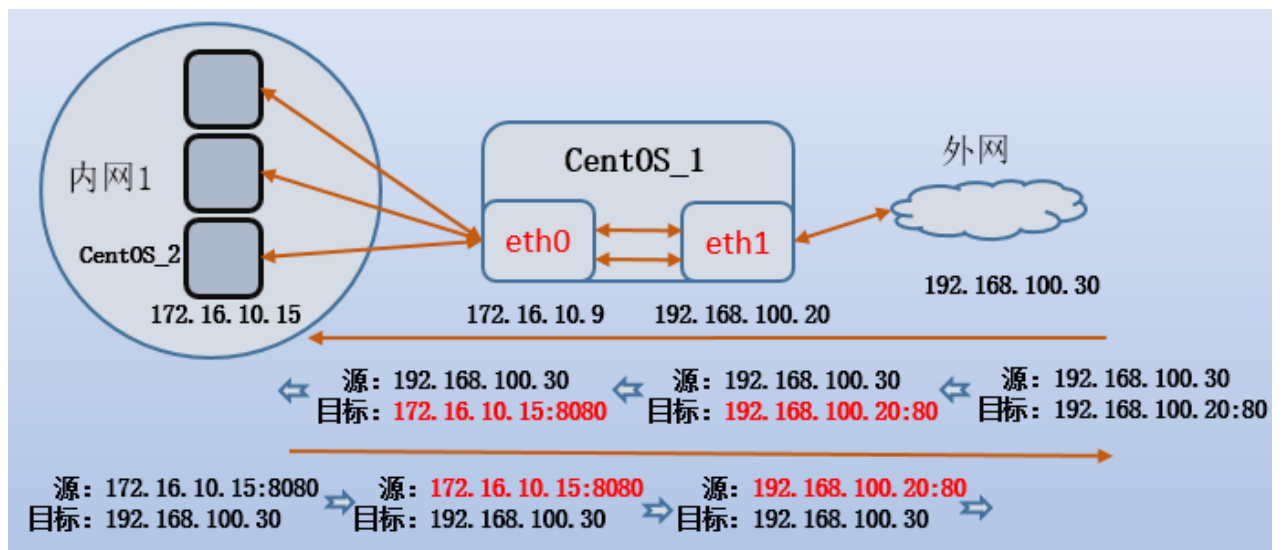 CentOS_1
外网
内网1
eth0
eth1
CentOS_2
192.168.100.30
172.16.10.15
172.16.10.9
192.168.100.20
源: 192.168.100.30
目标: 172.16.10.15:8080
源: 192.168.100.30
目标: 192.168.100.20:80
源: 192.168.100.30
目标: 192.168.100.20:80
源: 172.16.10.15:8080
目标: 192.168.100.30
源: 172.16.10.15:8080
目标: 192.168.100.30
源: 192.168.100.20:80
目标: 192.168.100.30